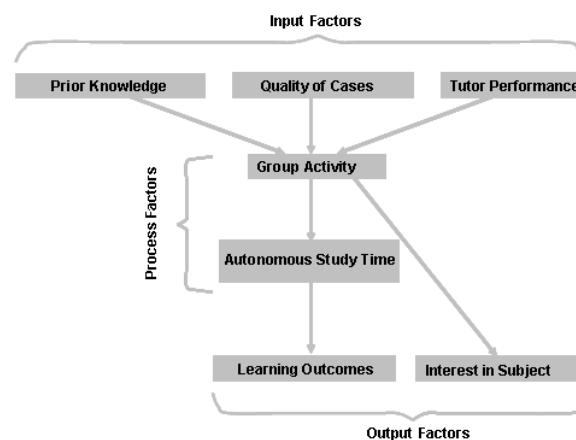 Input Factors
Prior Knowledge
Quality of Cases
Tutor Performance
Group Activity
Process Factors
Autonomous Study Time
Learning Outcomes
Interest in Subject
Output Factors